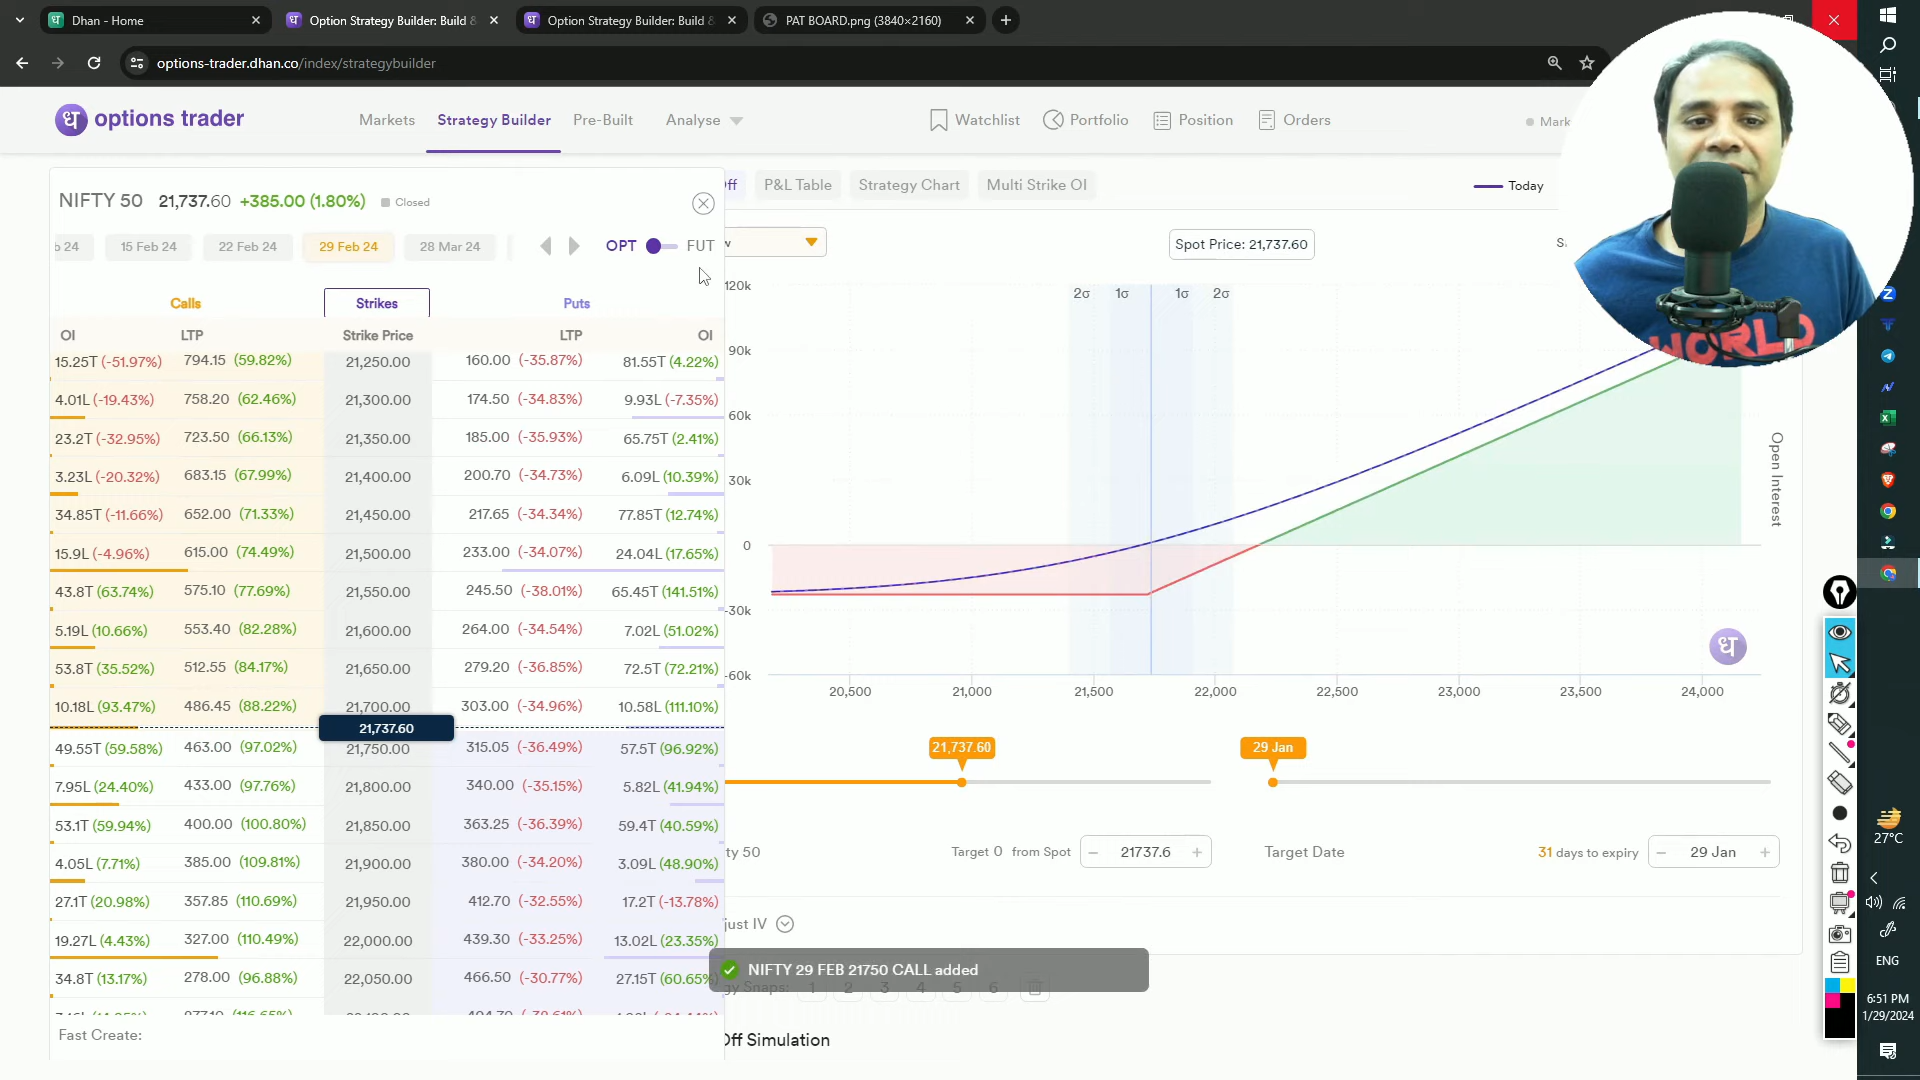 Dhan - Home
Option Strategy Builder: Build &
Option Strategy Builder: Build &
PAT BOARD.png (3840×2160)
options-trader.dhan.co/index/strategybuilder
ध options trader
Markets
Strategy Builder
Pre-Built
Analyse
Watchlist
Portfolio
Position
Orders
Mark
NIFTY 50 21,737.60 +385.00 (1.80%) Closed
b 24 15 Feb 24 22 Feb 24 29 Feb 24 28 Mar 24 OPT FUT
Calls Strikes Puts
OI LTP Strike Price LTP OI
15.25T (-51.97%) 794.15 (59.82%) 21,250.00 160.00 (-35.87%) 81.55T (4.22%)
4.01L (-19.43%) 758.20 (62.46%) 21,300.00 174.50 (-34.83%) 9.93L (-7.35%)
23.2T (-32.95%) 723.50 (66.13%) 21,350.00 185.00 (-35.93%) 65.75T (2.41%)
3.23L (-20.32%) 683.15 (67.99%) 21,400.00 200.70 (-34.73%) 6.09L (10.39%)
34.85T (-11.66%) 652.00 (71.33%) 21,450.00 217.65 (-34.34%) 77.85T (12.74%)
15.9L (-4.96%) 615.00 (74.49%) 21,500.00 233.00 (-34.07%) 24.04L (17.65%)
43.8T (63.74%) 575.10 (77.69%) 21,550.00 245.50 (-38.01%) 65.45T (141.51%)
5.19L (10.66%) 553.40 (82.28%) 21,600.00 264.00 (-34.54%) 7.02L (51.02%)
53.8T (35.52%) 512.55 (84.17%) 21,650.00 279.20 (-36.85%) 72.5T (72.21%)
10.18L (93.47%) 486.45 (88.22%) 21,700.00 303.00 (-34.96%) 10.58L (111.10%)
21,737.60
49.55T (59.58%) 463.00 (97.02%) 21,750.00 315.05 (-36.49%) 57.5T (96.92%)
7.95L (24.40%) 433.00 (97.76%) 21,800.00 340.00 (-35.15%) 5.82L (41.94%)
53.1T (59.94%) 400.00 (100.80%) 21,850.00 363.25 (-36.39%) 59.4T (40.59%)
4.05L (7.71%) 385.00 (109.81%) 21,900.00 380.00 (-34.20%) 3.09L (48.90%)
27.1T (20.98%) 357.85 (110.69%) 21,950.00 412.70 (-32.55%) 17.2T (-13.78%)
19.27L (4.43%) 327.00 (110.49%) 22,000.00 439.30 (-33.25%) 13.02L (23.35%)
34.8T (13.17%) 278.00 (96.88%) 22,050.00 466.50 (-30.77%) 27.15T (60.65%)
Fast Create:
ff P&L Table Strategy Chart Multi Strike OI
Today
w
Spot Price: 21,737.60
S
2σ 1σ 1σ 2σ
120k
90k
60k
30k
0
-30k
-60k
Open Interest
ध
20,500 21,000 21,500 22,000 22,500 23,000 23,500 24,000
21,737.60 29 Jan
ty 50 Target 0 from Spot − 21737.6 + Target Date 31 days to expiry − 29 Jan +
just IV
NIFTY 29 FEB 21750 CALL added
gy Snaps: 1 2 3 4 5 6
Off Simulation
WORLD
27°C
ENG
6:51 PM
1/29/2024